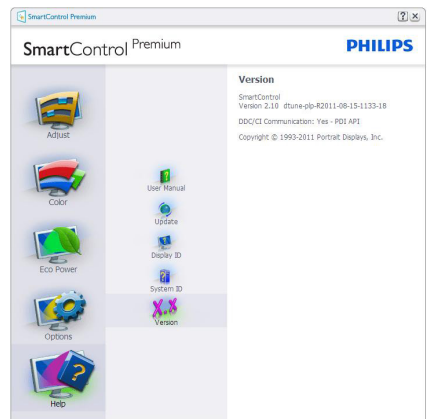 SmartControl Premium
SmartControl Premium
PHILIPS
Adjust
Color
Eco Power
Options
Help
User Manual
Update
Display ID
System ID
X.X
Version
Version
SmartControl
Version 2.10 dtune-plp-R2011-08-15-1133-18
DDC/CI Communication: Yes - PDI API
Copyright © 1993-2011 Portrait Displays, Inc.